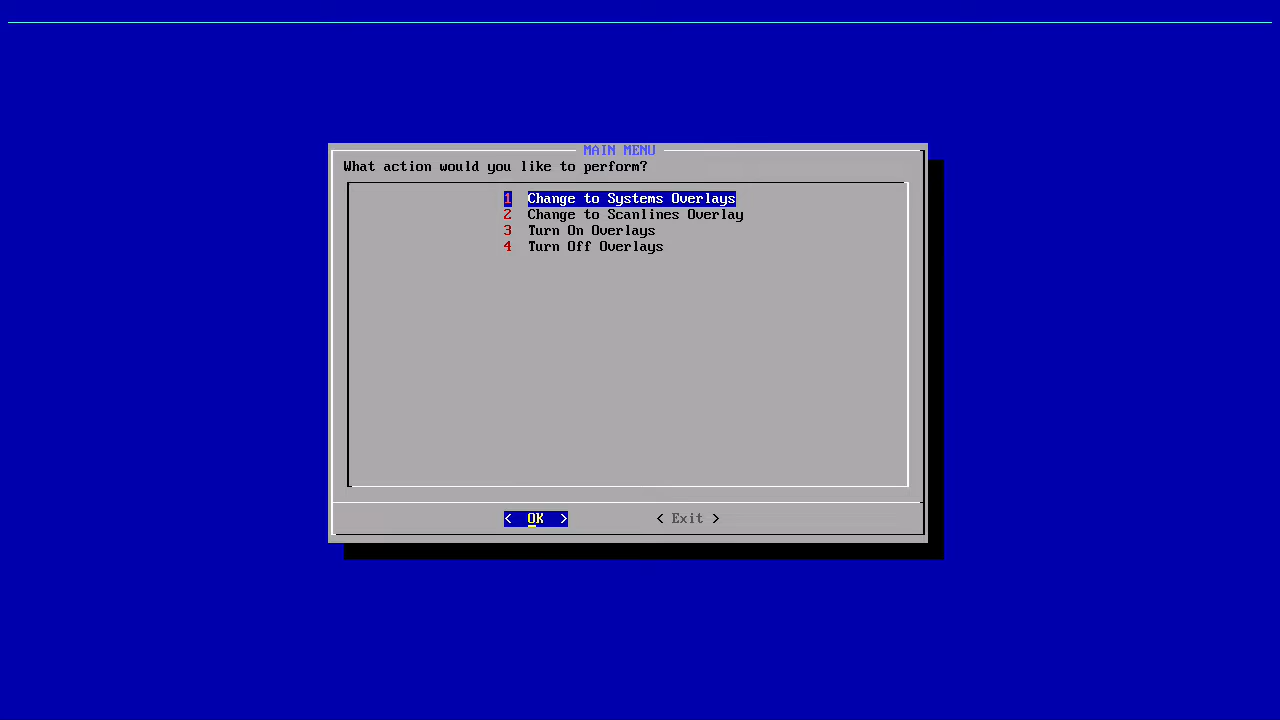 MAIN MENU
What action would you like to perform?
1 Change to Systems Overlays
2 Change to Scanlines Overlay
3 Turn On Overlays
4 Turn Off Overlays
< OK > < Exit >